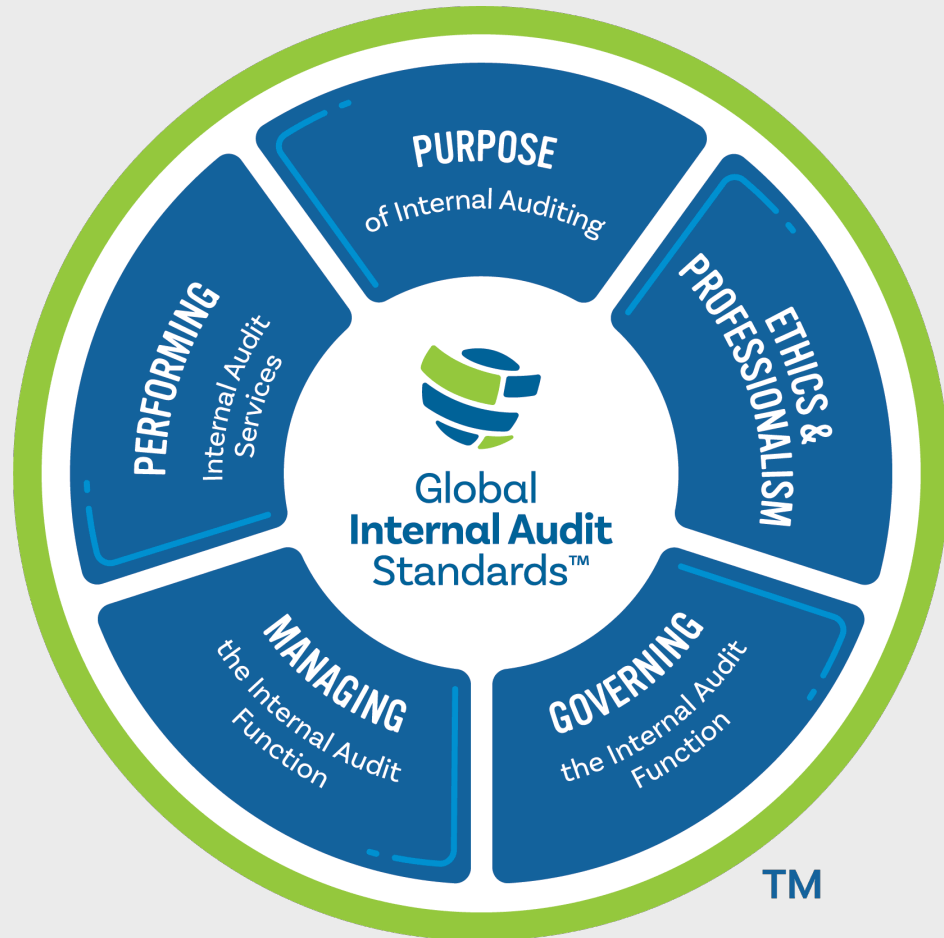 PURPOSE
of Internal Auditing
ETHICS &
PROFESSIONALISM
GOVERNING
the Internal Audit
Function
MANAGING
the Internal Audit
Function
PERFORMING
Internal Audit
Services
Global
Internal Audit
Standards™
TM